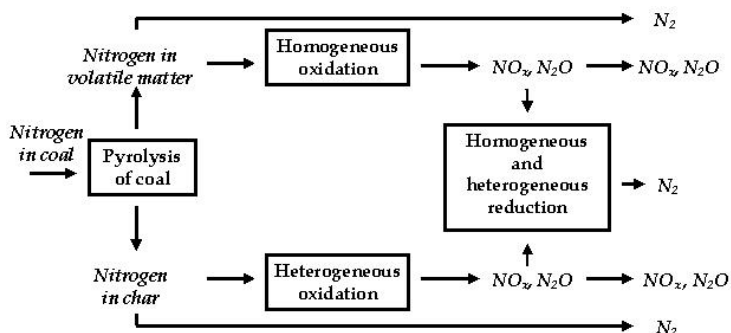 N₂
Nitrogen in
volatile matter
Homogeneous
oxidation
NOₓ, N₂O
NOₓ, N₂O
Nitrogen
in coal
Pyrolysis
of coal
Homogeneous
and
heterogeneous
reduction
N₂
Nitrogen
in char
Heterogeneous
oxidation
NOₓ, N₂O
NOₓ, N₂O
N₂